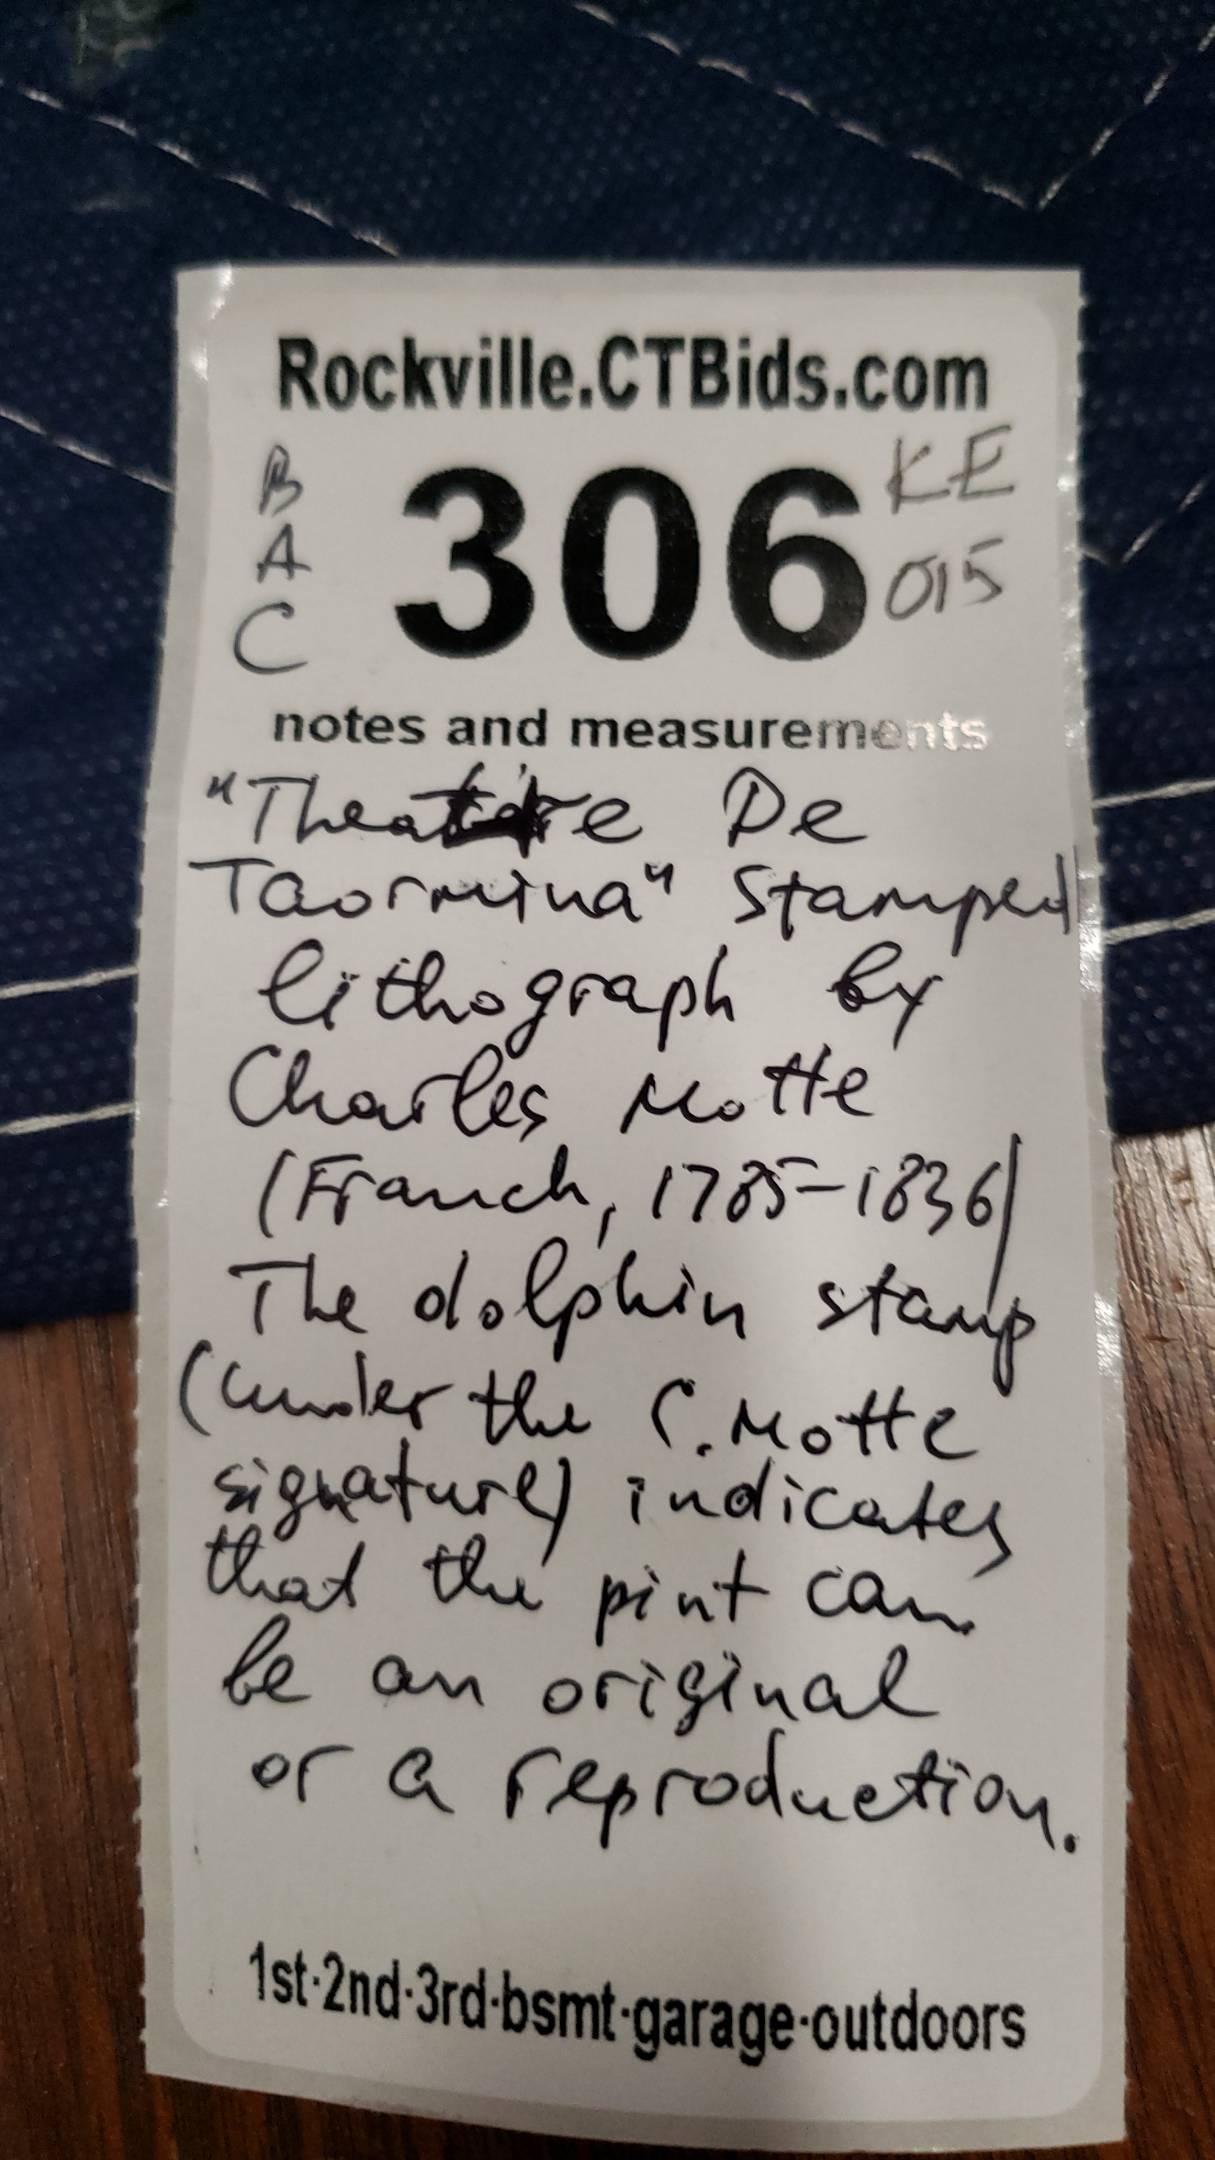 Rockville.CTBids.com
B A C 306 KE 015
notes and measurements
"Theatre De
Taormina" Stamped
lithograph by
Charles Motte
(Franch, 1785-1836)
The dolphin stamp
(under the C. Motte
signature) indicates
that the pint can
be an original
or a reproduction.
1st·2nd·3rd·bsmt·garage·outdoors